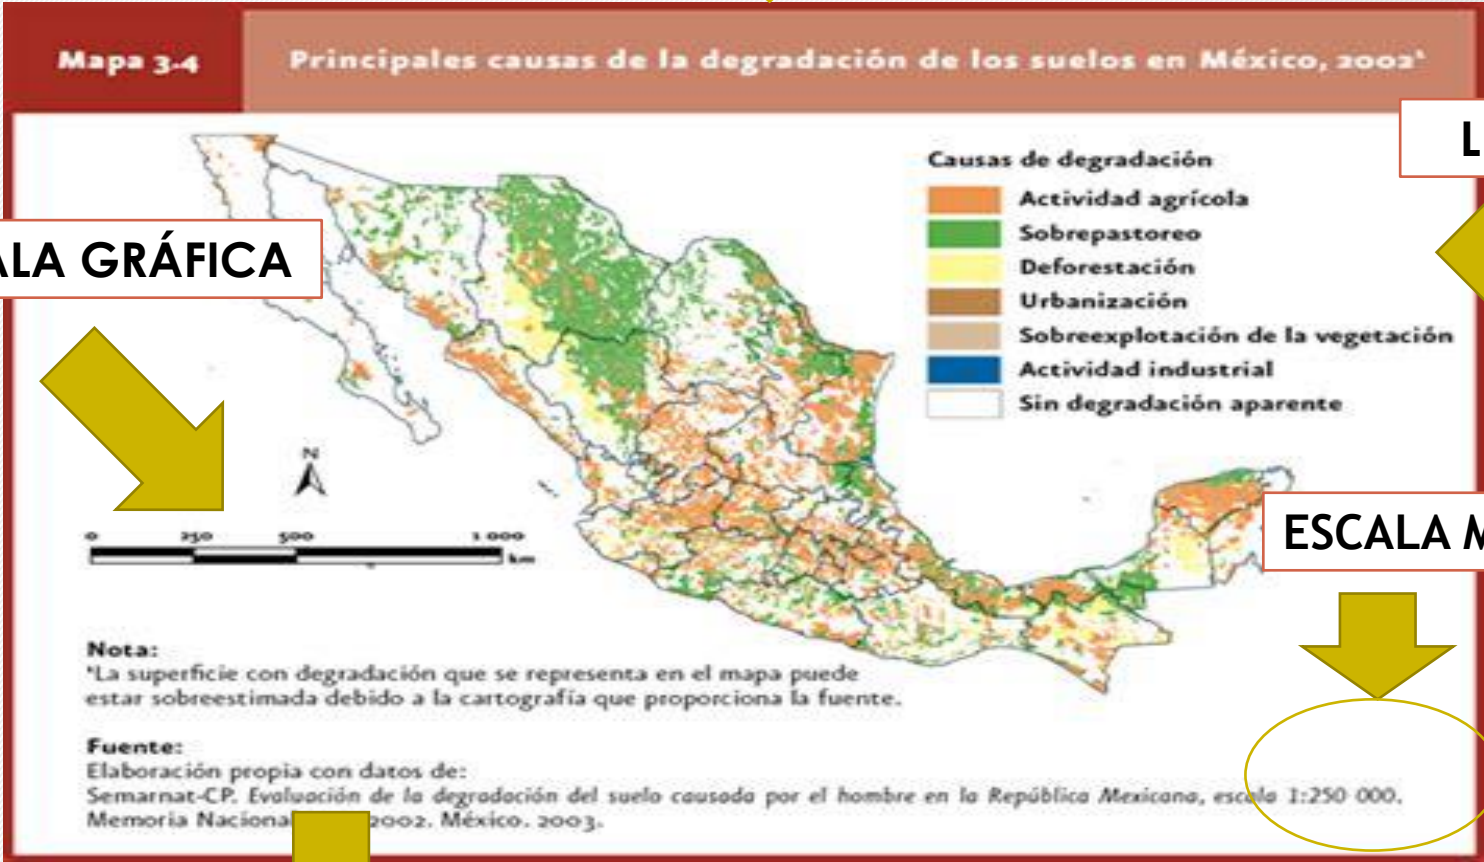 Mapa 3.4
Principales causas de la degradación de los suelos en México, 2002*
L
Causas de degradación
Actividad agrícola
Sobrepastoreo
Deforestación
Urbanización
Sobreexplotación de la vegetación
Actividad industrial
Sin degradación aparente
ALA GRÁFICA
N
0 250 500 1 000
km
ESCALA M
Nota:
*La superficie con degradación que se representa en el mapa puede
estar sobreestimada debido a la cartografía que proporciona la fuente.
Fuente:
Elaboración propia con datos de:
Semarnat-CP. Evaluación de la degradación del suelo causada por el hombre en la República Mexicana, escala 1:250 000.
Memoria Nacional 2002. México. 2003.